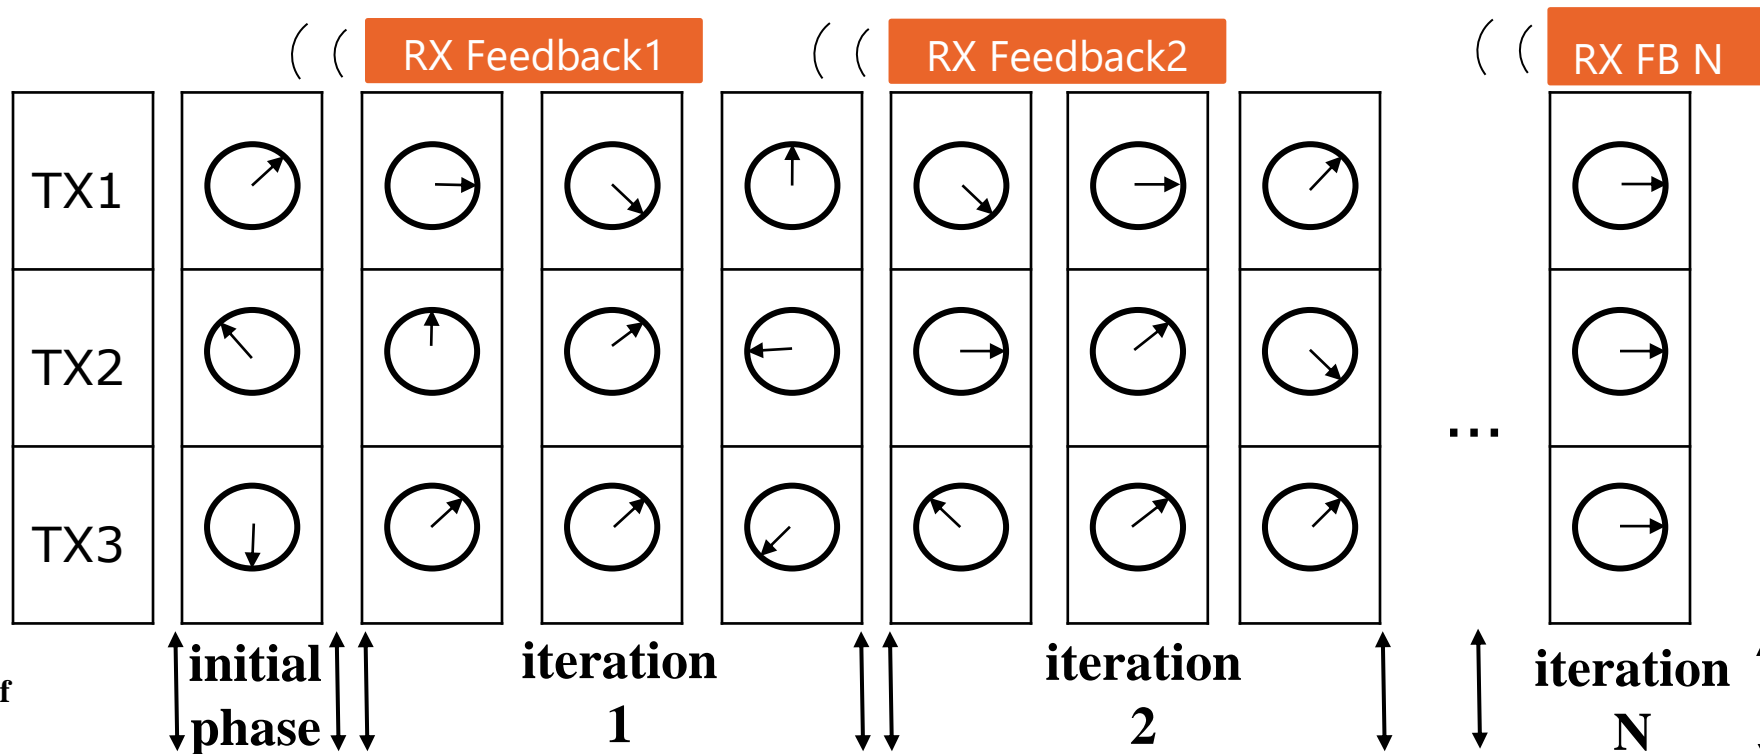 RX Feedback1
RX Feedback2
RX FB N
TX1
TX2
TX3
...
initial
phase
iteration
1
iteration
2
iteration
N
f